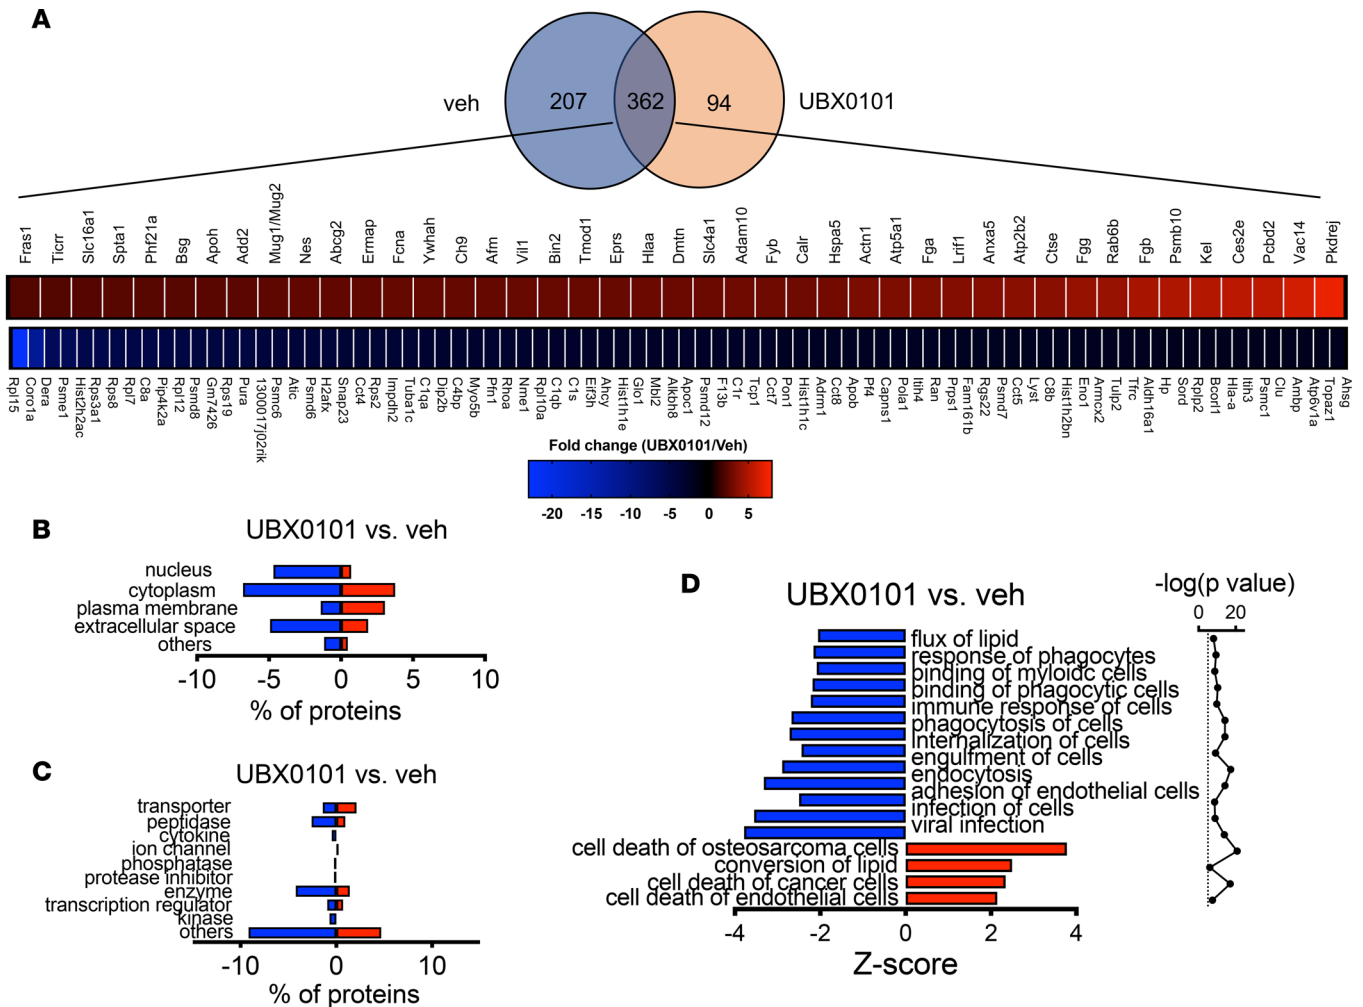 A
veh
207
362
94
UBX0101
Fras1
Ticrr
Slc16a1
Spta1
Phf21a
Bsg
Apoh
Add2
Mug1/Mug2
Nes
Abcg2
Ermap
Fcna
Ywhah
Ch9
Afm
Vil1
Bin2
Tmod1
Eprs
Hlaa
Dmtn
Slc4a1
Adam10
Fyb
Calr
Hspa5
Actn1
Atp5a1
Fga
Lrif1
Anxa5
Atp2b2
Ctse
Fgg
Rab6b
Fgb
Psmb10
Kel
Ces2e
Pcbd2
Vac14
Pkdrej
Rpl15
Coro1a
Dera
Psme1
Hist2h2ac
Rps3a1
Rps8
Rpl7
C8a
Pip4k2a
Rpl12
Psmd8
Gm7426
Rps19
Pura
1300017j02rik
Psmc6
Atic
Psmd6
H2afx
Snap23
Cct4
Rps2
Impdh2
Tuba1c
C1qa
Dip2b
C4bp
Myo5b
Pfn1
Rhoa
Nme1
Rpl10a
C1qb
C1s
Eif3h
Ahcy
Hist1h1e
Glo1
Mbl2
Alkbh8
Apoc1
Psmd12
F13b
C1r
Tcp1
Cct7
Pon1
Hist1h1c
Adrm1
Cct8
Apob
Pf4
Capns1
Pola1
Itih4
Ran
Prps1
Fam161b
Rgs22
Psmd7
Cct5
Lyst
C8b
Hist1h2bn
Eno1
Armcx2
Tulp2
Tfrc
Aldh16a1
Hp
Sord
Rplp2
Bcorl1
Hla-a
Itih3
Psmc1
Clu
Ambp
Atp6v1a
Topaz1
Ahsg
Fold change (UBX0101/Veh)
-20 -15 -10 -5 0 5
B
UBX0101 vs. veh
nucleus
cytoplasm
plasma membrane
extracellular space
others
-10 -5 0 5 10
% of proteins
C
UBX0101 vs. veh
transporter
peptidase
cytokine
ion channel
phosphatase
protease inhibitor
enzyme
transcription regulator
kinase
others
-10 0 10
% of proteins
D
UBX0101 vs. veh
-log(p value)
0 20
flux of lipid
response of phagocytes
binding of myloidc cells
binding of phagocytic cells
immune response of cells
phagocytosis of cells
Internalization of cells
engulfment of cells
endocytosis
adhesion of endothelial cells
infection of cells
viral infection
cell death of osteosarcoma cells
conversion of lipid
cell death of cancer cells
cell death of endothelial cells
-4 -2 0 2 4
Z-score